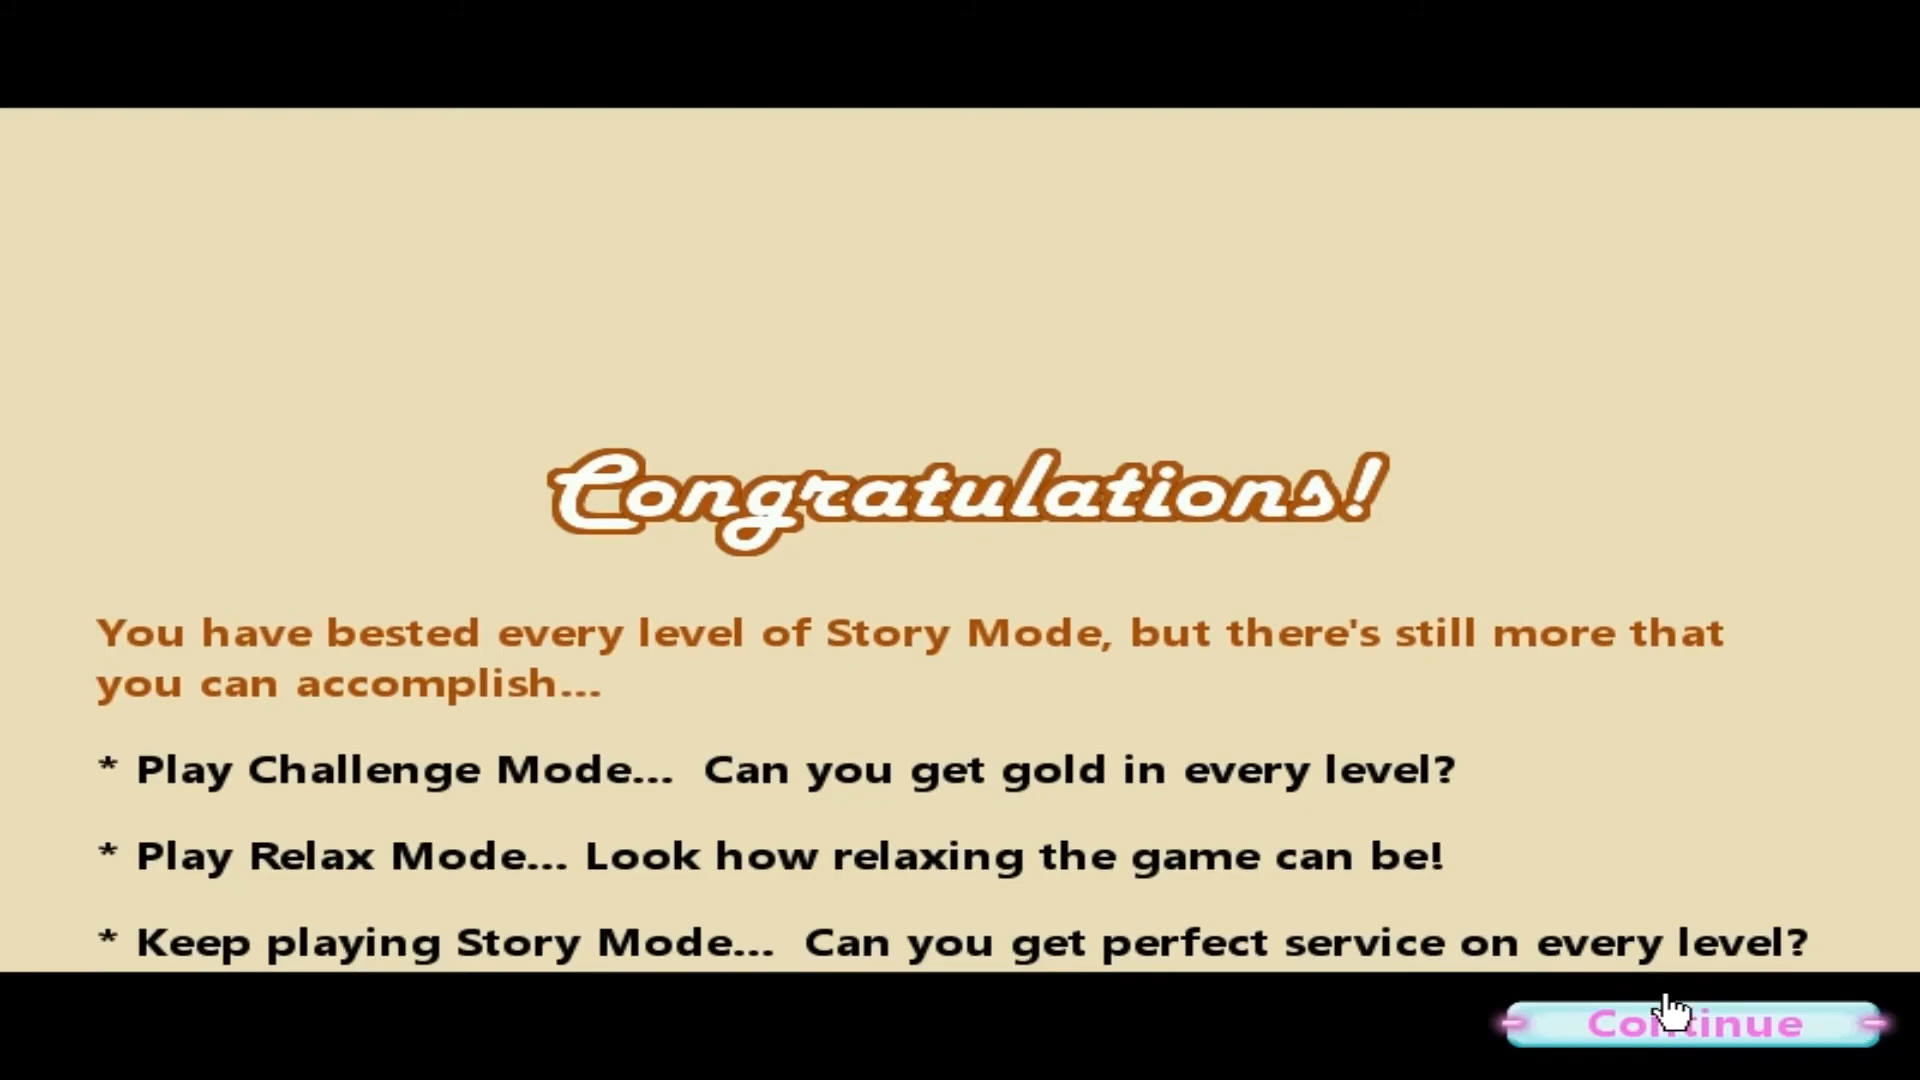 Congratulations!
You have bested every level of Story Mode, but there's still more that
you can accomplish...
* Play Challenge Mode...  Can you get gold in every level?
* Play Relax Mode... Look how relaxing the game can be!
* Keep playing Story Mode...  Can you get perfect service on every level?
Continue